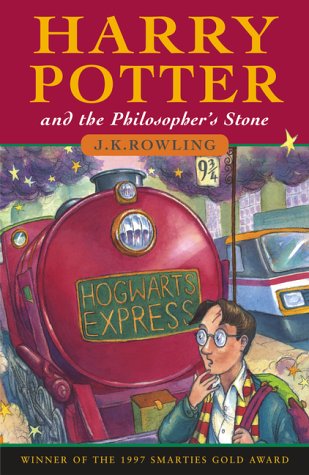 HARRY
POTTER
and the Philosopher's Stone
J.K.ROWLING
9¾
HOGWARTS
EXPRESS
WINNER OF THE 1997 SMARTIES GOLD AWARD